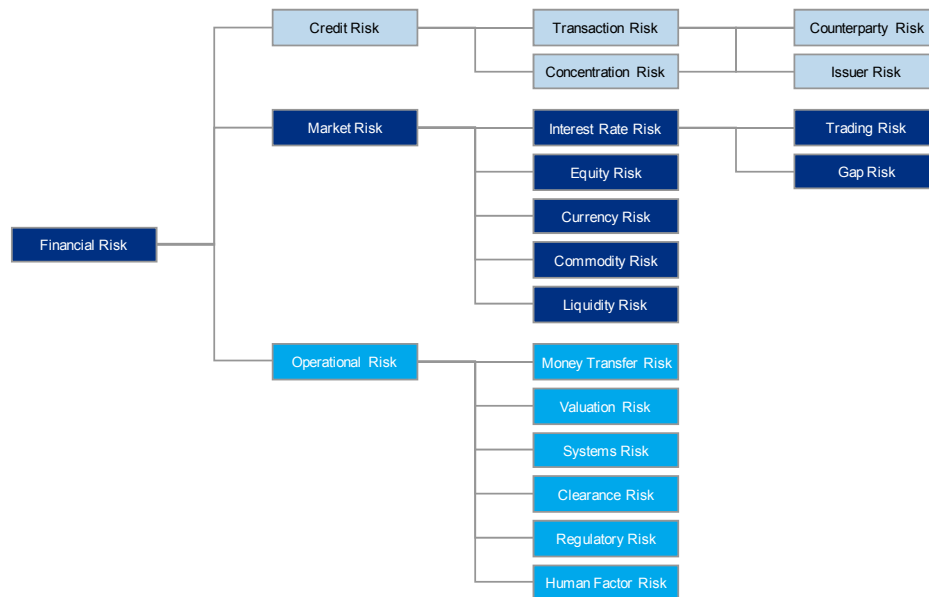 Credit Risk
Transaction Risk
Counterparty Risk
Concentration Risk
Issuer Risk
Market Risk
Interest Rate Risk
Trading Risk
Equity Risk
Gap Risk
Currency Risk
Financial Risk
Commodity Risk
Liquidity Risk
Operational Risk
Money Transfer Risk
Valuation Risk
Systems Risk
Clearance Risk
Regulatory Risk
Human Factor Risk